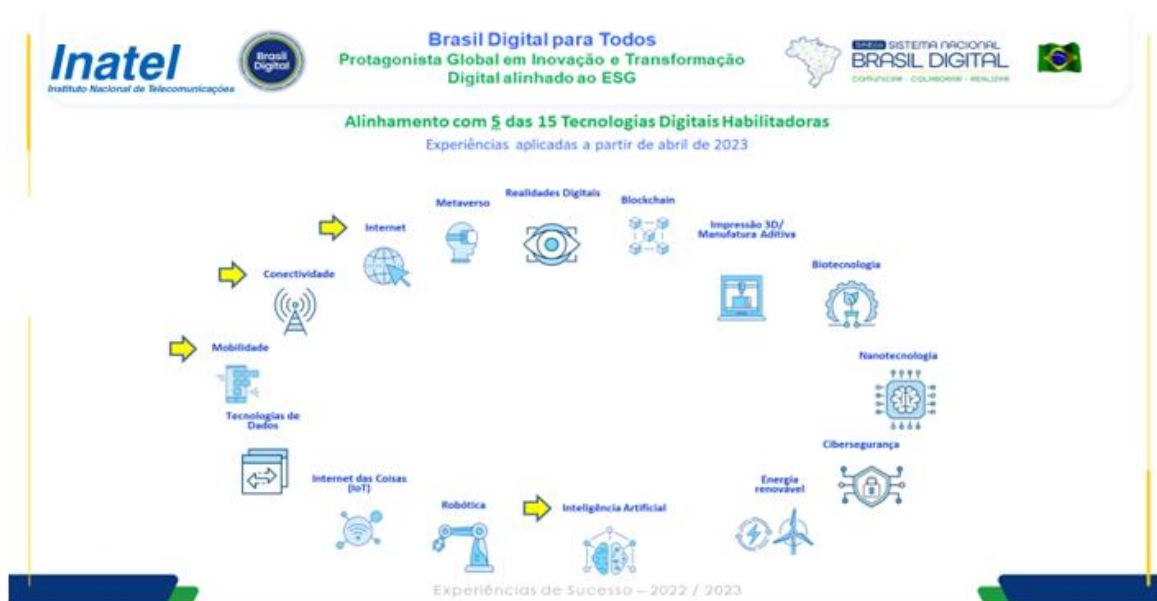 Inatel
Instituto Nacional de Telecomunicações
Brasil
Digital
Brasil Digital para Todos
Protagonista Global em Inovação e Transformação
Digital alinhado ao ESG
SISTEMA NACIONAL
BRASIL DIGITAL
COMUNICAR - COLABORAR - REALIZAR
Alinhamento com 5 das 15 Tecnologias Digitais Habilitadoras
Experiências aplicadas a partir de abril de 2023
Internet
Metaverso
Realidades Digitais
Blockchain
Impressão 3D/
Manufatura Aditiva
Conectividade
Biotecnologia
Mobilidade
Nanotecnologia
Tecnologias de
Dados
Cibersegurança
Internet das Coisas
(IoT)
Robótica
Inteligência Artificial
Energia
renovável
Experiências de Sucesso – 2022 / 2023